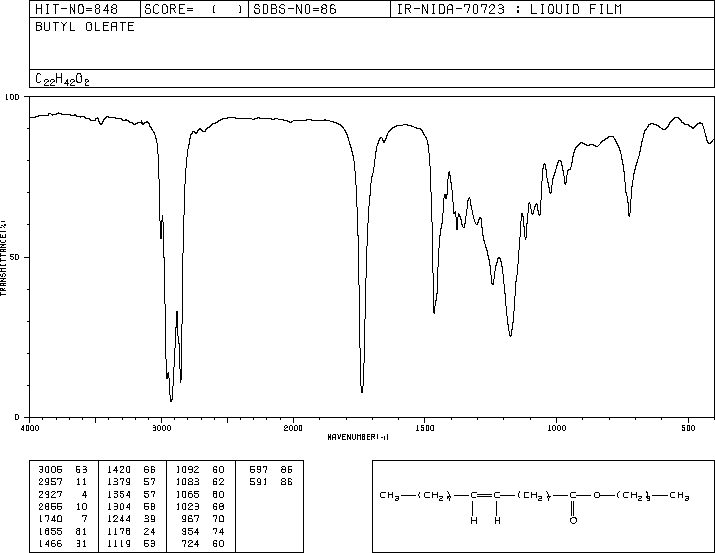 HIT-NO=848 SCORE= ( ) SDBS-NO=86 IR-NIDA-70723 : LIQUID FILM
BUTYL OLEATE
C22H42O2
100
50
0
TRANSMITTANCE(%)
4000 3000 2000 1500 1000 500
WAVENUMBER(-1)
3005 63 1420 66 1092 60 697 86
2957 11 1379 57 1083 62 591 86
2927 4 1354 57 1065 60
2855 10 1304 58 1023 68
1740 7 1244 39 967 70
1655 81 1178 24 954 74
1466 31 1119 53 724 60
CH3 (CH2)7 C C (CH2)7 C O (CH2)3 CH3
H H O